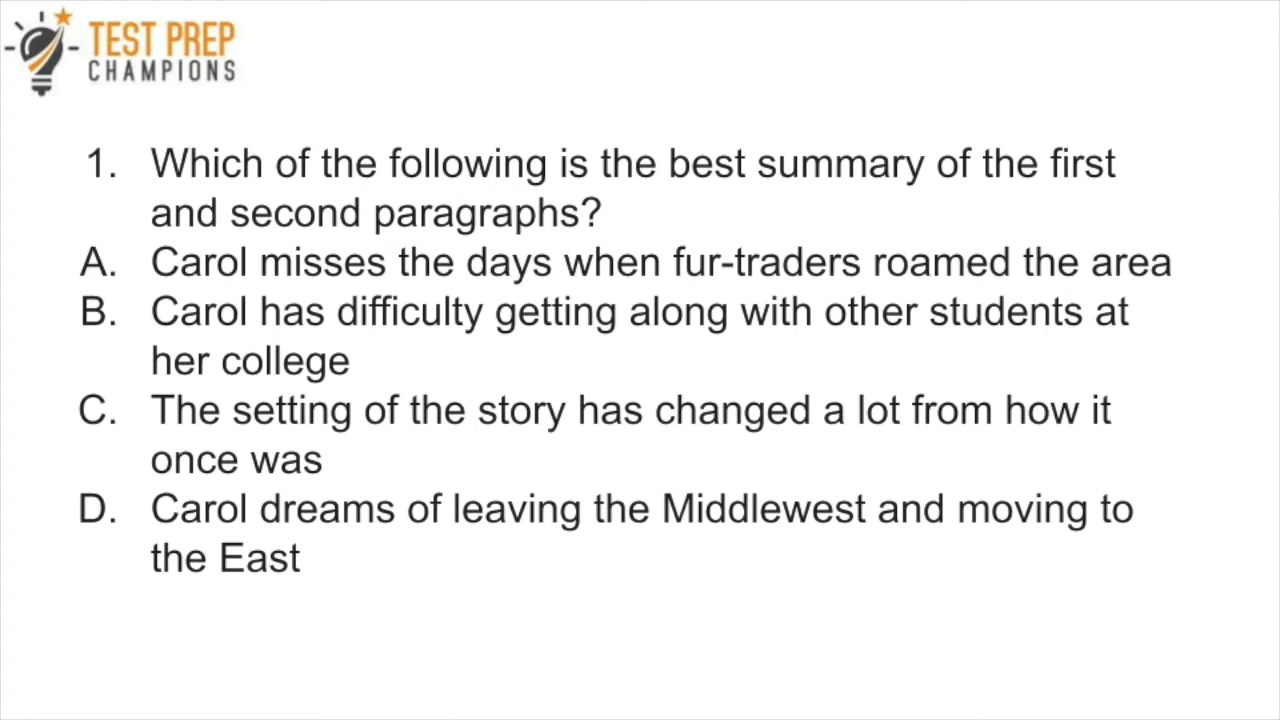 TEST PREP
CHAMPIONS
1. Which of the following is the best summary of the first
and second paragraphs?
A. Carol misses the days when fur-traders roamed the area
B. Carol has difficulty getting along with other students at
her college
C. The setting of the story has changed a lot from how it
once was
D. Carol dreams of leaving the Middlewest and moving to
the East